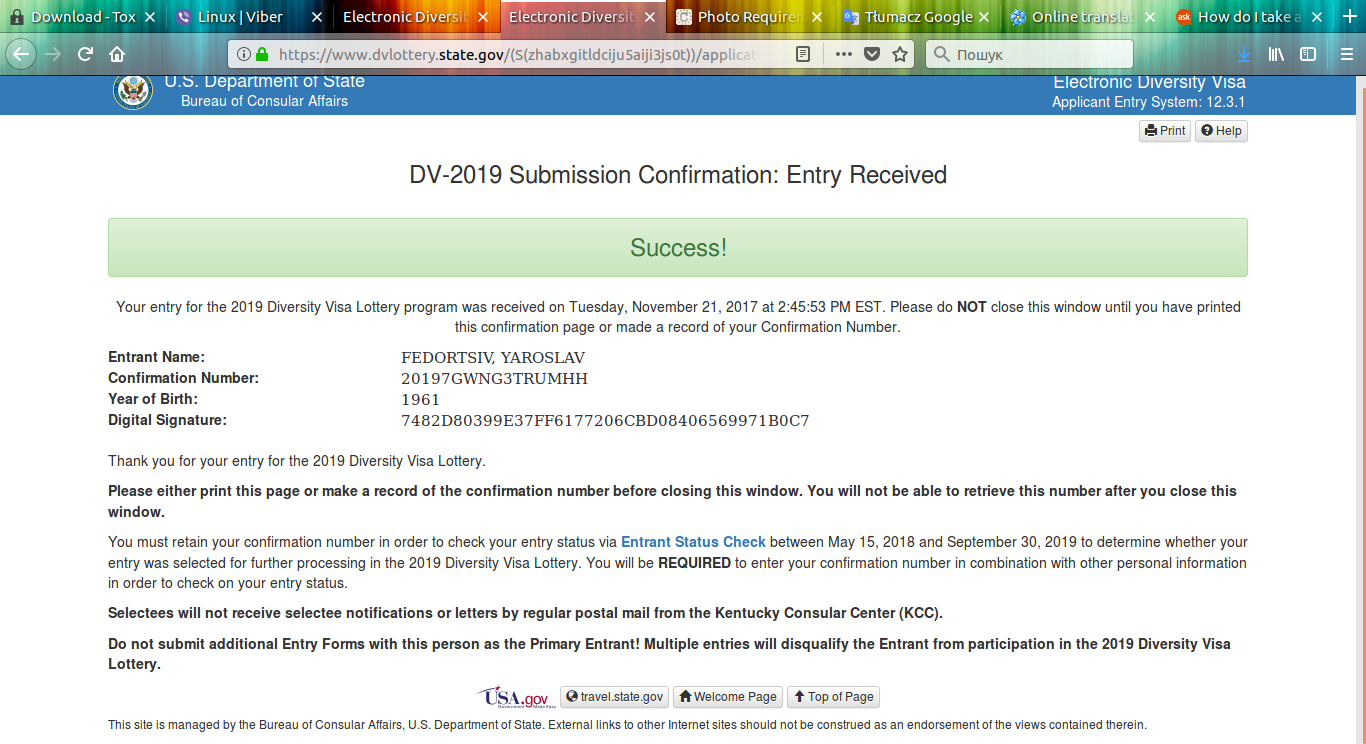 Download - Tox
Linux | Viber
Electronic Diversit
Electronic Diversit
Photo Requiren
Tłumacz Google
Online translat
ask How do I take a
https://www.dvlottery.state.gov/(S(zhabxgitldciju5aiji3js0t))/applicat
Пошук
U.S. Department of State
Bureau of Consular Affairs
Electronic Diversity Visa
Applicant Entry System: 12.3.1
Print
Help
DV-2019 Submission Confirmation: Entry Received
Success!
Your entry for the 2019 Diversity Visa Lottery program was received on Tuesday, November 21, 2017 at 2:45:53 PM EST. Please do NOT close this window until you have printed
this confirmation page or made a record of your Confirmation Number.
Entrant Name: FEDORTSIV, YAROSLAV
Confirmation Number: 20197GWNG3TRUMHH
Year of Birth: 1961
Digital Signature: 7482D80399E37FF6177206CBD08406569971B0C7
Thank you for your entry for the 2019 Diversity Visa Lottery.
Please either print this page or make a record of the confirmation number before closing this window. You will not be able to retrieve this number after you close this
window.
You must retain your confirmation number in order to check your entry status via Entrant Status Check between May 15, 2018 and September 30, 2019 to determine whether your
entry was selected for further processing in the 2019 Diversity Visa Lottery. You will be REQUIRED to enter your confirmation number in combination with other personal information
in order to check on your entry status.
Selectees will not receive selectee notifications or letters by regular postal mail from the Kentucky Consular Center (KCC).
Do not submit additional Entry Forms with this person as the Primary Entrant! Multiple entries will disqualify the Entrant from participation in the 2019 Diversity Visa
Lottery.
USA.gov
Government Made Easy
travel.state.gov
Welcome Page
Top of Page
This site is managed by the Bureau of Consular Affairs, U.S. Department of State. External links to other Internet sites should not be construed as an endorsement of the views contained therein.